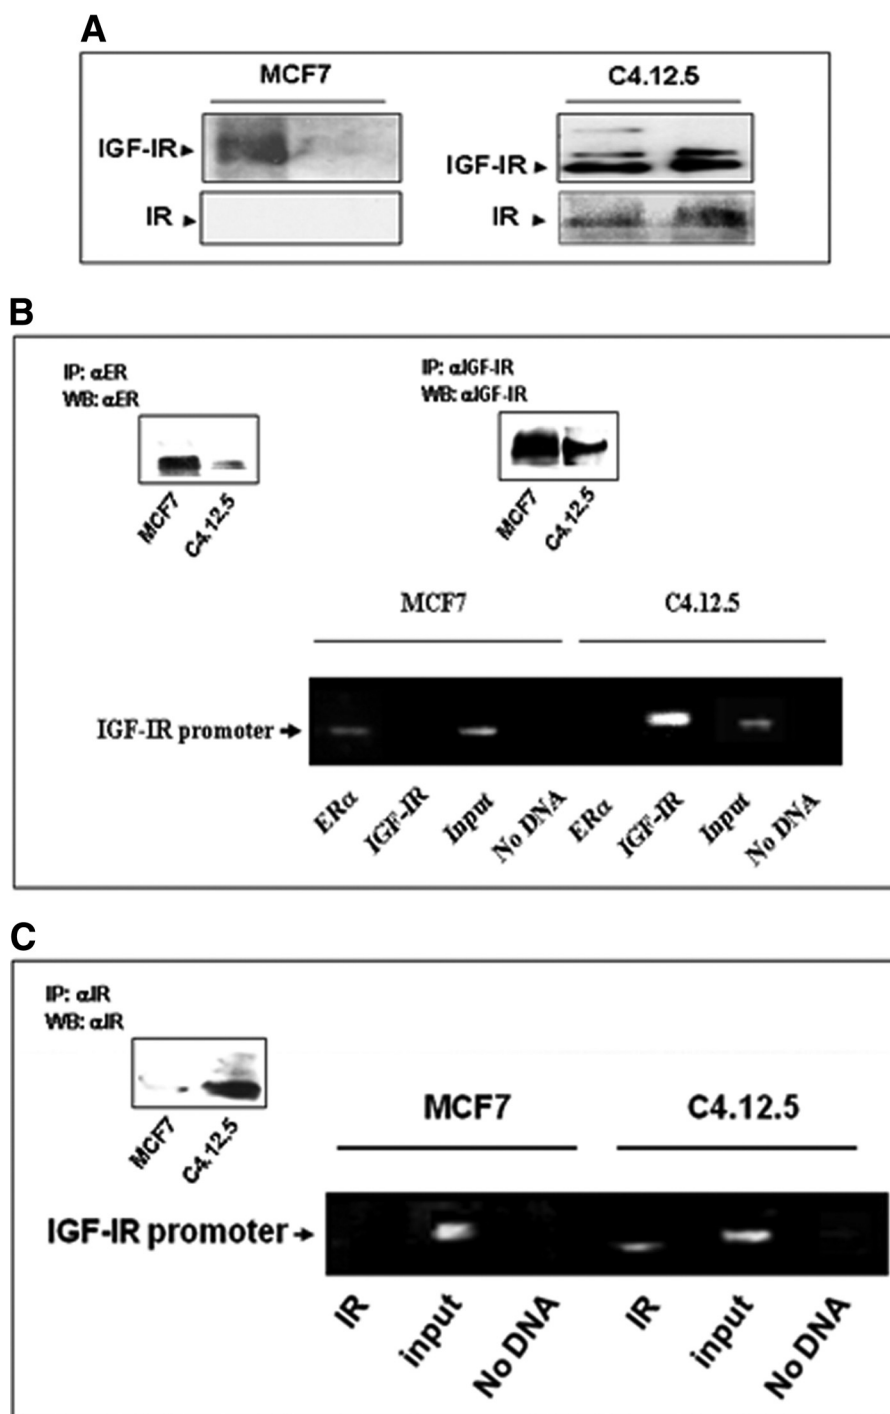 A
MCF7 C4.12.5
IGF-IR
IGF-IR
IR IR
B
IP: αER
WB: αER
IP: αIGF-IR
WB: αIGF-IR
MCF7 C4.12.5
MCF7 C4.12.5
MCF7 C4.12.5
IGF-IR promoter
ERα IGF-IR Input No DNA ERα IGF-IR Input No DNA
C
IP: αIR
WB: αIR
MCF7 C4.12.5
MCF7 C4.12.5
IGF-IR promoter
IR input No DNA IR input No DNA